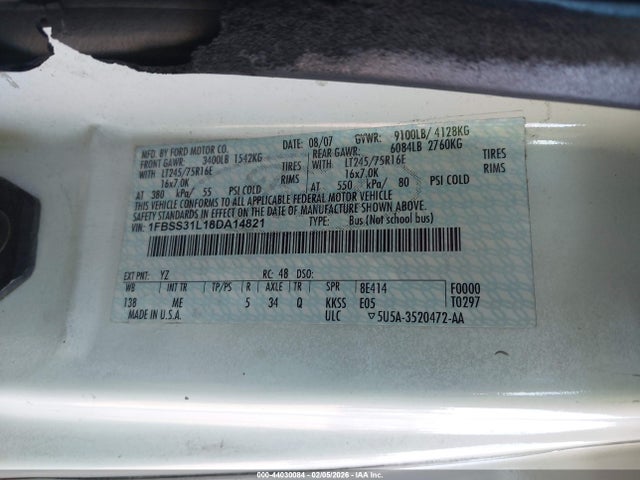 MFD. BY FORD MOTOR CO. DATE: 08/07 GVWR: 9100LB/ 4128KG
FRONT GAWR: 3400LB 1542KG REAR GAWR: 6084LB 2760KG
WITH LT245/75R16E TIRES WITH LT245/75R16E TIRES
16x7.0K RIMS 16x7.0K RIMS
AT 380 kPa/ 55 PSI COLD AT 550 kPa/ 80 PSI COLD
THIS VEHICLE CONFORMS TO ALL APPLICABLE FEDERAL MOTOR VEHICLE
SAFETY STANDARDS IN EFFECT ON THE DATE OF MANUFACTURE SHOWN ABOVE.
VIN: 1FBSS31L18DA14821 TYPE: Bus (Not school bus)
EXT PNT: YZ RC: 48 DSO:
WB INT TR TP/PS R AXLE TR SPR 8E414 F0000
138 ME 5 34 Q KKSS E05 T0297
MADE IN U.S.A. ULC ▽5U5A-3520472-AA
000-44030084 - 02/05/2026 - IAAI.COM